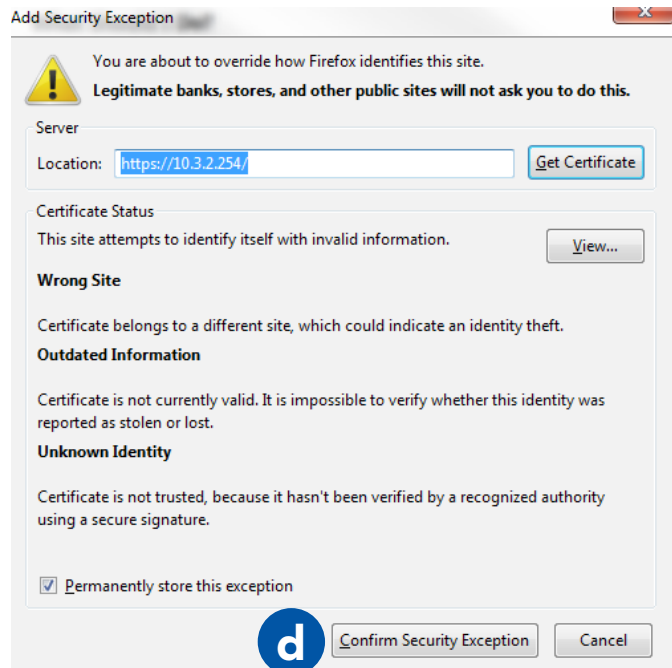 Add Security Exception
You are about to override how Firefox identifies this site.
Legitimate banks, stores, and other public sites will not ask you to do this.
Server
Location: https://10.3.2.254/ Get Certificate
Certificate Status
This site attempts to identify itself with invalid information. View...
Wrong Site
Certificate belongs to a different site, which could indicate an identity theft.
Outdated Information
Certificate is not currently valid. It is impossible to verify whether this identity was
reported as stolen or lost.
Unknown Identity
Certificate is not trusted, because it hasn't been verified by a recognized authority
using a secure signature.
Permanently store this exception
d Confirm Security Exception Cancel